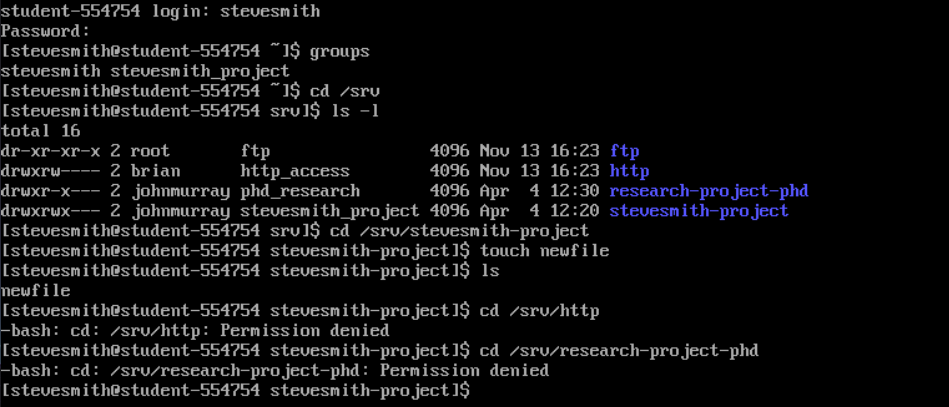 student-554754 login: stevesmith
Password:
[stevesmith@student-554754 ~]$ groups
stevesmith stevesmith_project
[stevesmith@student-554754 ~]$ cd /srv
[stevesmith@student-554754 srv]$ ls -l
total 16
dr-xr-xr-x 2 root       ftp                4096 Nov 13 16:23 ftp
drwxrw---- 2 brian      http_access        4096 Nov 13 16:23 http
drwxr-x--- 2 johnmurray phd_research       4096 Apr  4 12:30 research-project-phd
drwxrwx--- 2 johnmurray stevesmith_project 4096 Apr  4 12:20 stevesmith-project
[stevesmith@student-554754 srv]$ cd /srv/stevesmith-project
[stevesmith@student-554754 stevesmith-project]$ touch newfile
[stevesmith@student-554754 stevesmith-project]$ ls
newfile
[stevesmith@student-554754 stevesmith-project]$ cd /srv/http
-bash: cd: /srv/http: Permission denied
[stevesmith@student-554754 stevesmith-project]$ cd /srv/research-project-phd
-bash: cd: /srv/research-project-phd: Permission denied
[stevesmith@student-554754 stevesmith-project]$